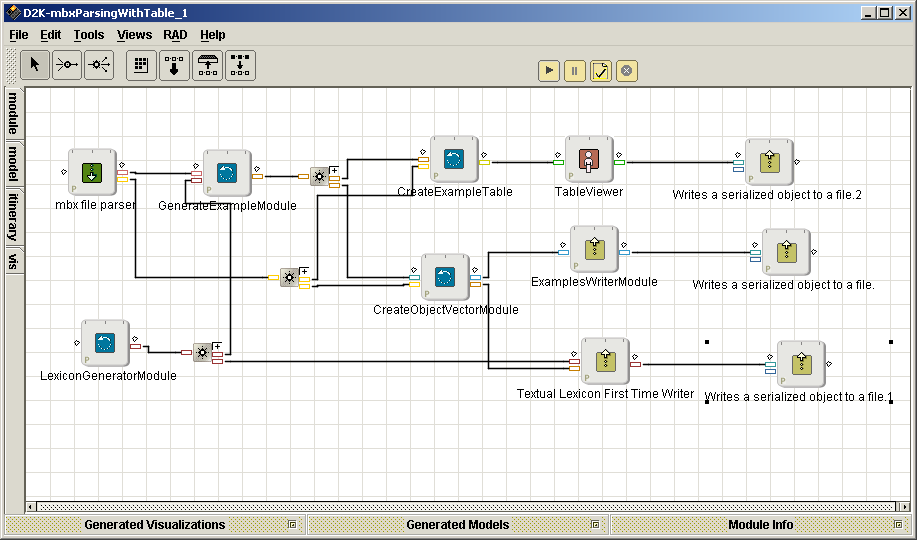 D2K-mbxParsingWithTable_1
File Edit Tools Views RAD Help
module
model
itinerary
vis
mbx file parser
GenerateExampleModule
CreateExampleTable
TableViewer
Writes a serialized object to a file.2
CreateObjectVectorModule
ExamplesWriterModule
Writes a serialized object to a file.
LexiconGeneratorModule
Textual Lexicon First Time Writer
Writes a serialized object to a file.1
P
P
P
P
P
P
P
P
P
P
P
Generated Visualizations
Generated Models
Module Info